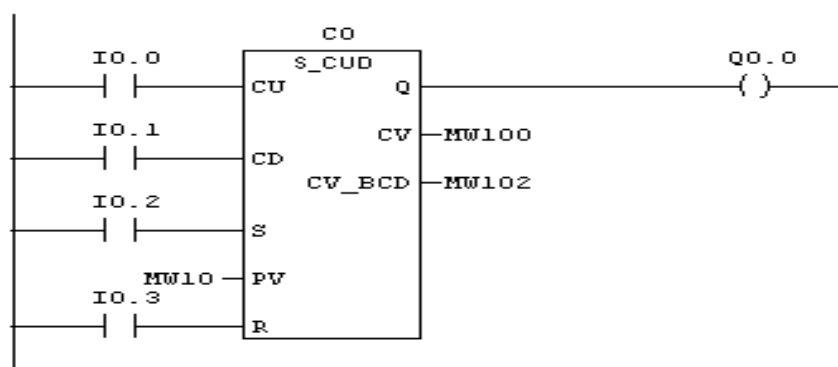 C0
I0.0
S_CUD
Q0.0
CU
Q
I0.1
CV
MW100
CD
CV_BCD
MW102
I0.2
S
MW10
PV
I0.3
R